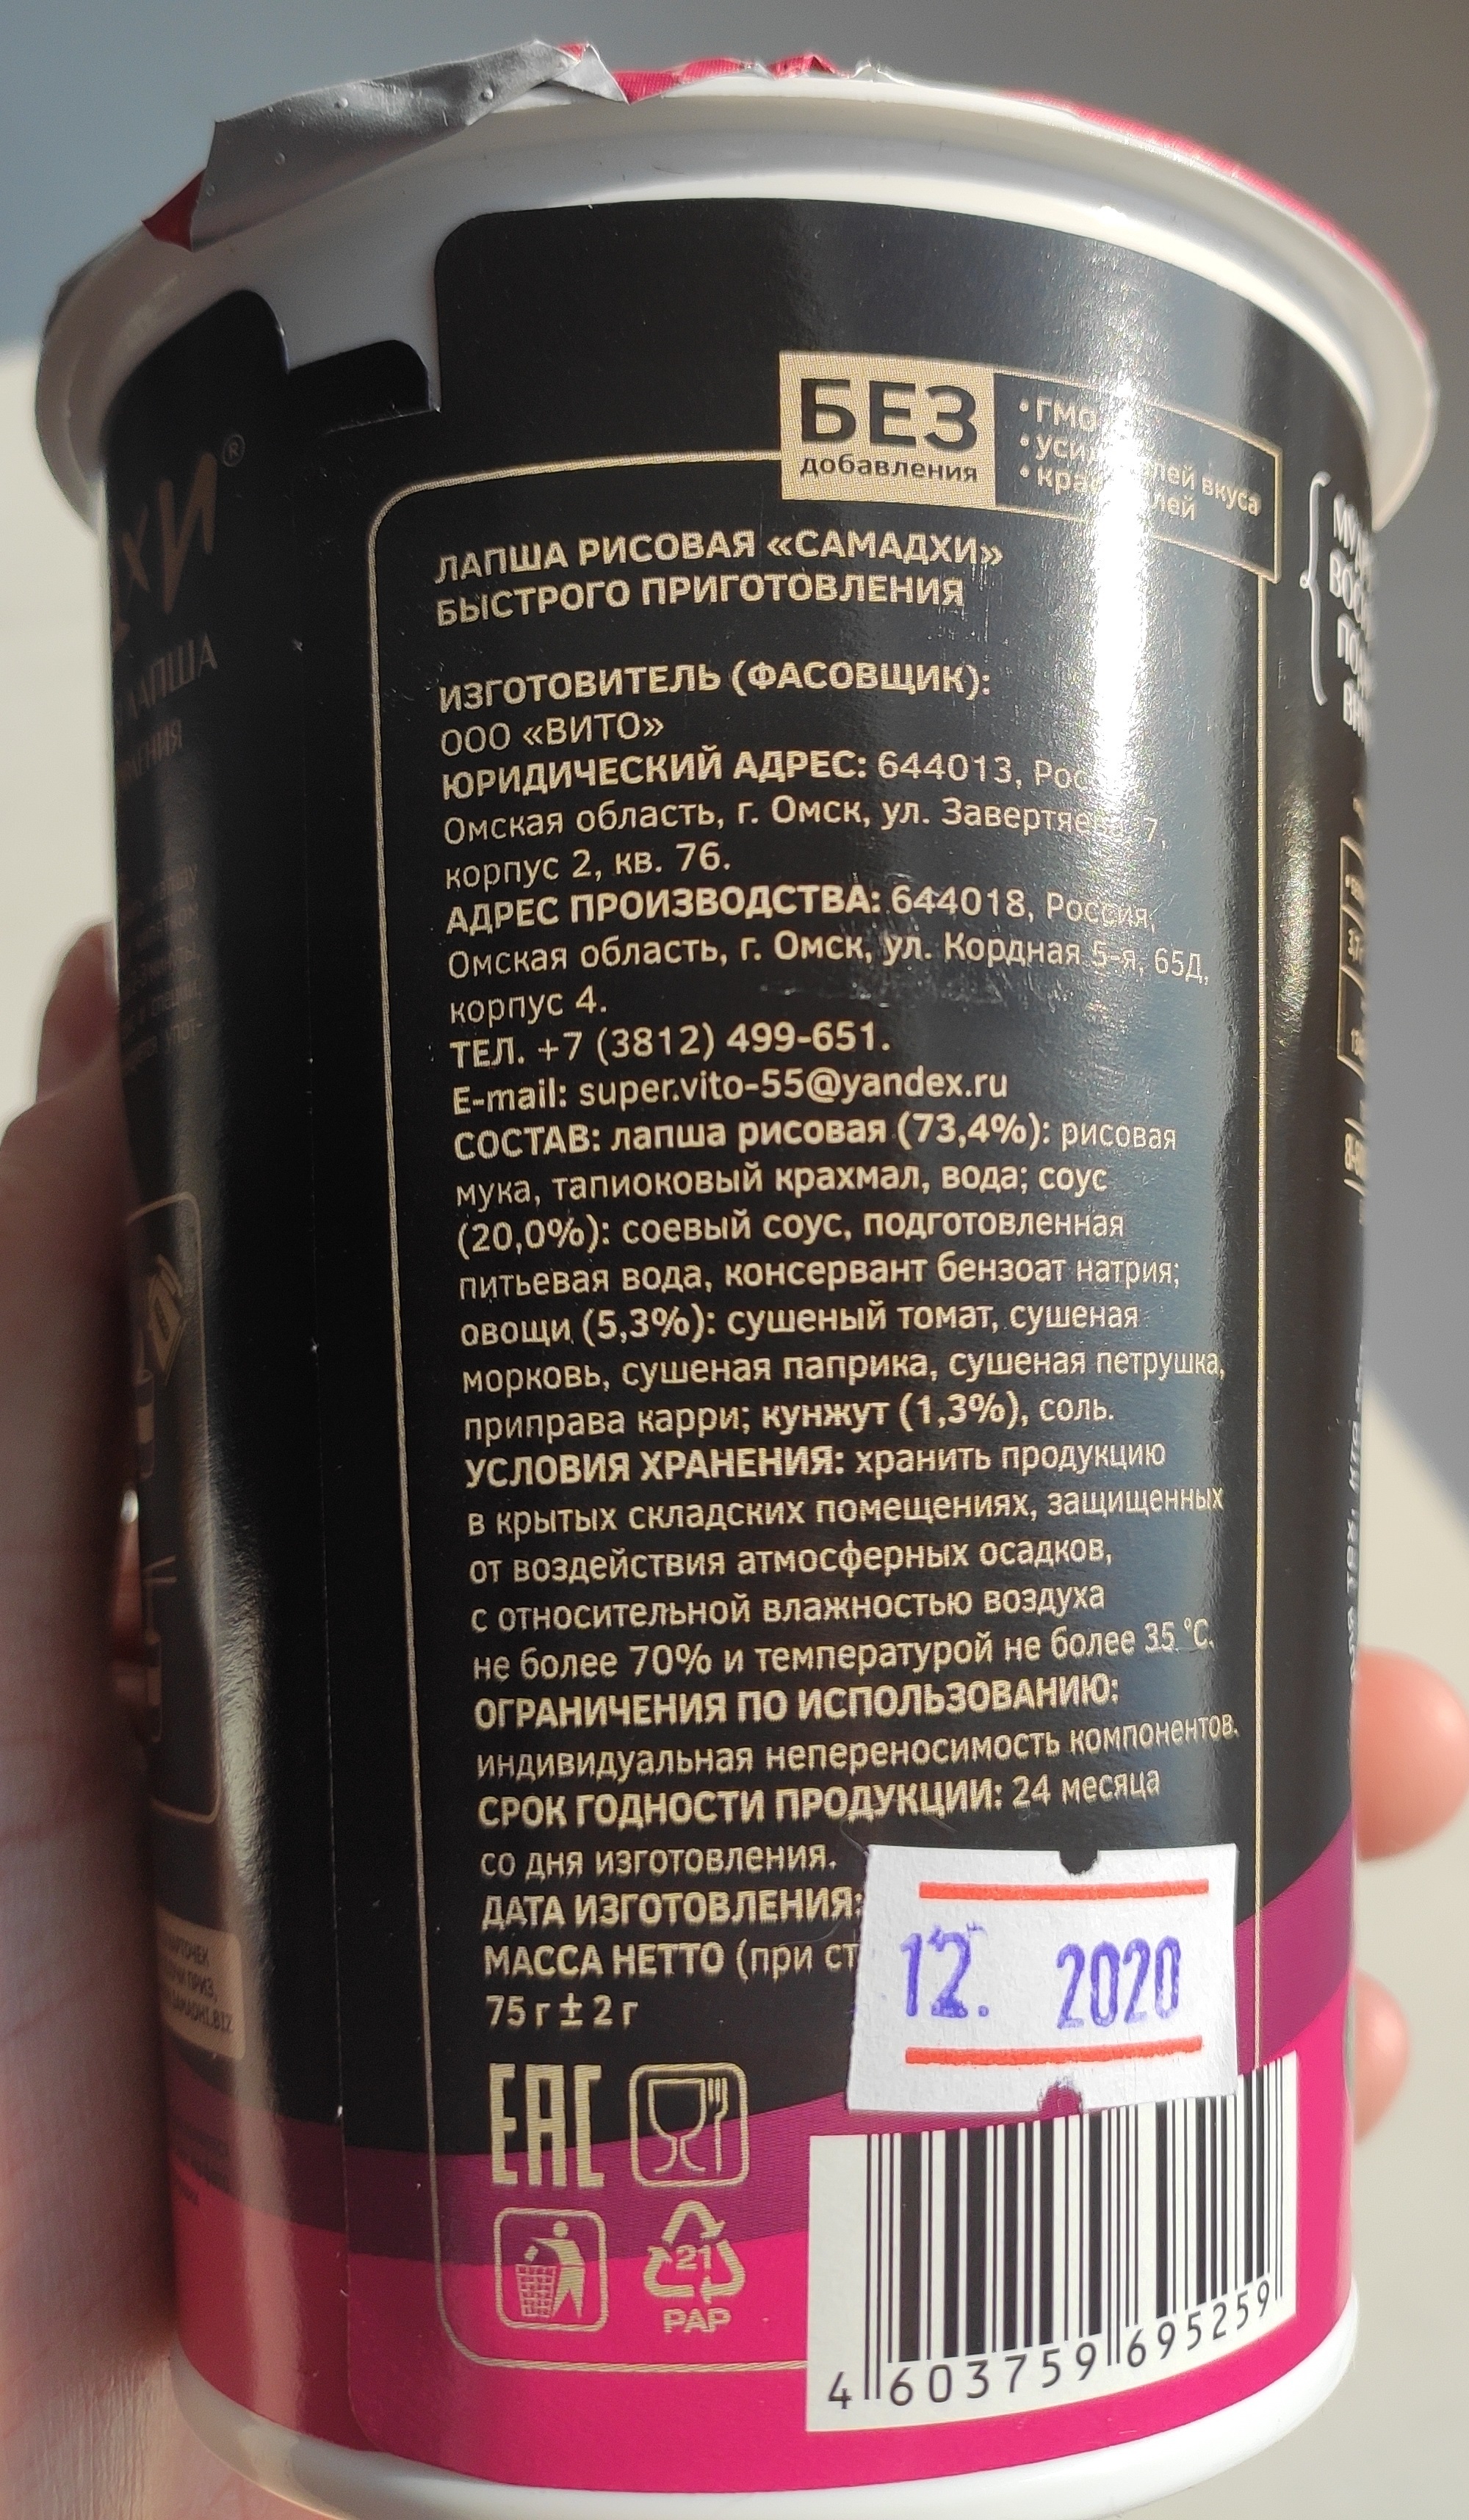 БЕЗ
добавления
• ГМО
• вкуса
ЛАПША РИСОВАЯ «САМАДХИ»
БЫСТРОГО ПРИГОТОВЛЕНИЯ
ИЗГОТОВИТЕЛЬ (ФАСОВЩИК):
ООО «ВИТО»
ЮРИДИЧЕСКИЙ АДРЕС: 644013,
Омская область, г. Омск, ул. 7,
корпус 2, кв. 76.
АДРЕС ПРОИЗВОДСТВА: 644018, Россия,
Омская область, г. Омск, ул. Кордная 5-я, 65Д,
корпус 4.
ТЕЛ. +7 (3812) 499-651.
E-mail: super.vito-55@yandex.ru
СОСТАВ: лапша рисовая (73,4%): рисовая
мука, тапиоковый крахмал, вода; соус
(20,0%): соевый соус, подготовленная
питьевая вода, консервант бензоат натрия;
овощи (5,3%): сушеный томат, сушеная
морковь, сушеная паприка, сушеная петрушка,
приправа карри; кунжут (1,3%), соль.
УСЛОВИЯ ХРАНЕНИЯ: хранить продукцию
в крытых складских помещениях, защищенных
от воздействия атмосферных осадков,
с относительной влажностью воздуха
не более 70% и температурой не более 35 °С.
ОГРАНИЧЕНИЯ ПО ИСПОЛЬЗОВАНИЮ:
индивидуальная непереносимость компонентов.
СРОК ГОДНОСТИ ПРОДУКЦИИ: 24 месяца
со дня изготовления.
ДАТА ИЗГОТОВЛЕНИЯ:
12. 2020
МАССА НЕТТО (при ст
75 г ± 2 г
EAC
21
PAP
4 603759 695259
ЛАПША